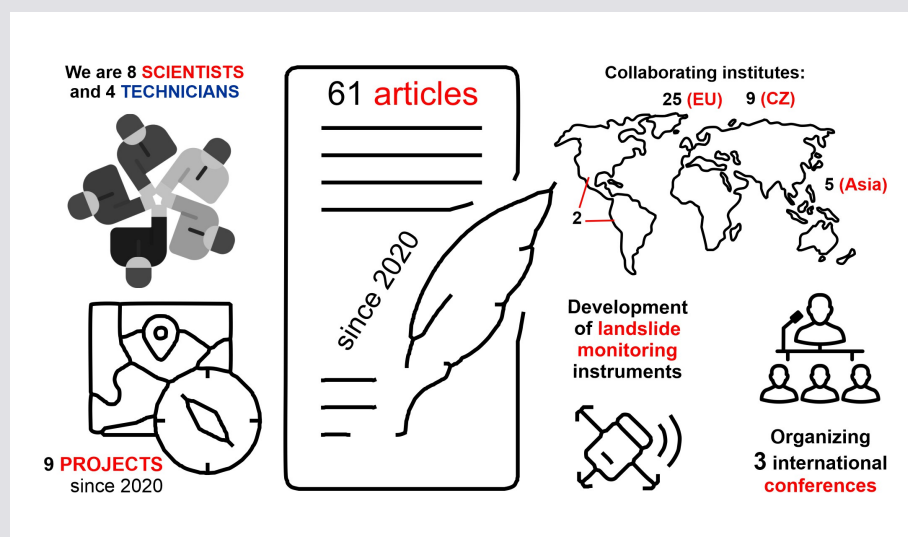 We are 8 SCIENTISTS
and 4 TECHNICIANS
61 articles
since 2020
9 PROJECTS
since 2020
Collaborating institutes:
25 (EU) 9 (CZ)
5 (Asia)
2
Development
of landslide
monitoring
instruments
Organizing
3 international
conferences